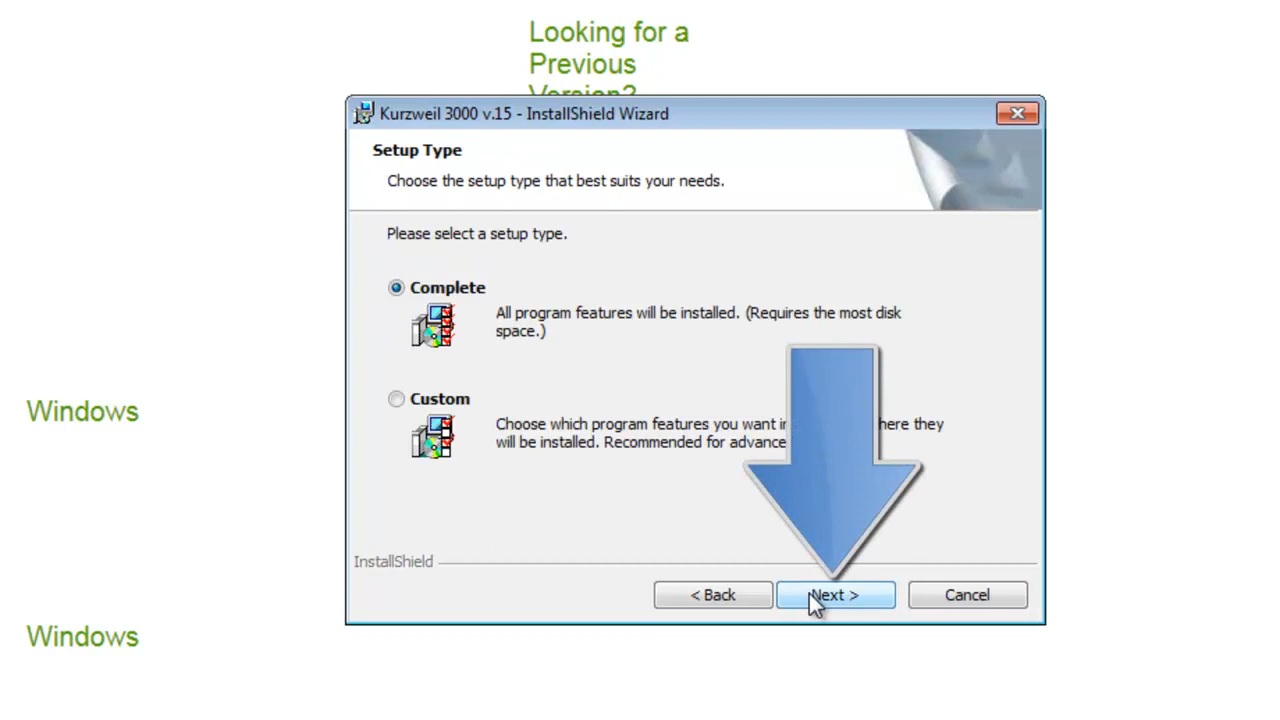 Looking for a
Previous
Version?
Kurzweil 3000 v.15 - InstallShield Wizard
Setup Type
Choose the setup type that best suits your needs.
Please select a setup type.
Complete
All program features will be installed. (Requires the most disk
space.)
Windows
Custom
Choose which program features you want here they
will be installed. Recommended for advance
InstallShield
< Back
Next >
Cancel
Windows